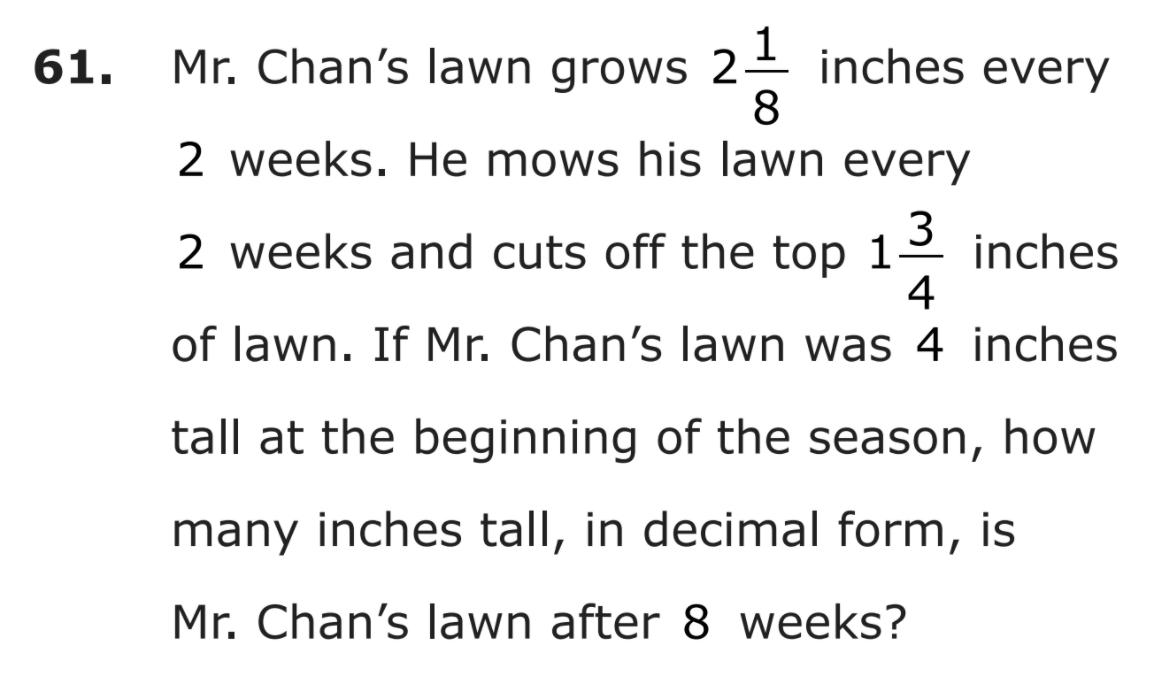 61. Mr. Chan’s lawn grows 2 1/8 inches every
2 weeks. He mows his lawn every
2 weeks and cuts off the top 1 3/4 inches
of lawn. If Mr. Chan’s lawn was 4 inches
tall at the beginning of the season, how
many inches tall, in decimal form, is
Mr. Chan’s lawn after 8 weeks?